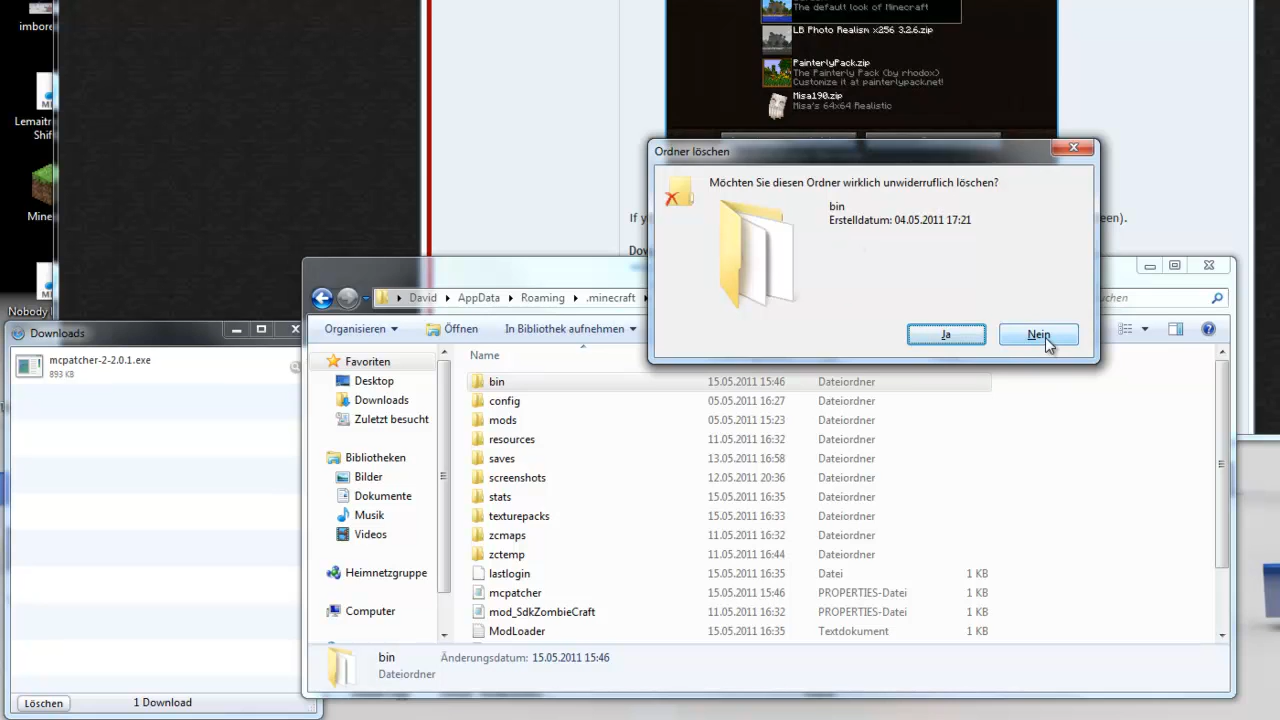 imbore
Lemaitre
Shift
Mine
Nobody
The default look of Minecraft
LB Photo Realism x256 3.2.6.zip
PainterlyPack.zip
The Painterly Pack (by rhodox)
Customize it at painterlypack.net!
Misa190.zip
Misa's 64x64 Realistic
If y
een).
Dow
Ordner löschen
Möchten Sie diesen Ordner wirklich unwiderruflich löschen?
bin
Erstelldatum: 04.05.2011 17:21
Ja
Nein
David
AppData
Roaming
.minecraft
suchen
Organisieren
Öffnen
In Bibliothek aufnehmen
Favoriten
Desktop
Downloads
Zuletzt besucht
Bibliotheken
Bilder
Dokumente
Musik
Videos
Heimnetzgruppe
Computer
Name
bin 15.05.2011 15:46 Dateiordner
config 05.05.2011 16:27 Dateiordner
mods 05.05.2011 15:23 Dateiordner
resources 11.05.2011 16:32 Dateiordner
saves 13.05.2011 16:58 Dateiordner
screenshots 12.05.2011 20:36 Dateiordner
stats 15.05.2011 16:35 Dateiordner
texturepacks 15.05.2011 16:33 Dateiordner
zcmaps 11.05.2011 16:32 Dateiordner
zctemp 11.05.2011 16:44 Dateiordner
lastlogin 15.05.2011 16:35 Datei 1 KB
mcpatcher 15.05.2011 15:46 PROPERTIES-Datei 1 KB
mod_SdkZombieCraft 11.05.2011 16:32 PROPERTIES-Datei 1 KB
ModLoader 15.05.2011 16:35 Textdokument 1 KB
bin Änderungsdatum: 15.05.2011 15:46
Dateiordner
Downloads
mcpatcher-2-2.0.1.exe
893 KB
Löschen
1 Download